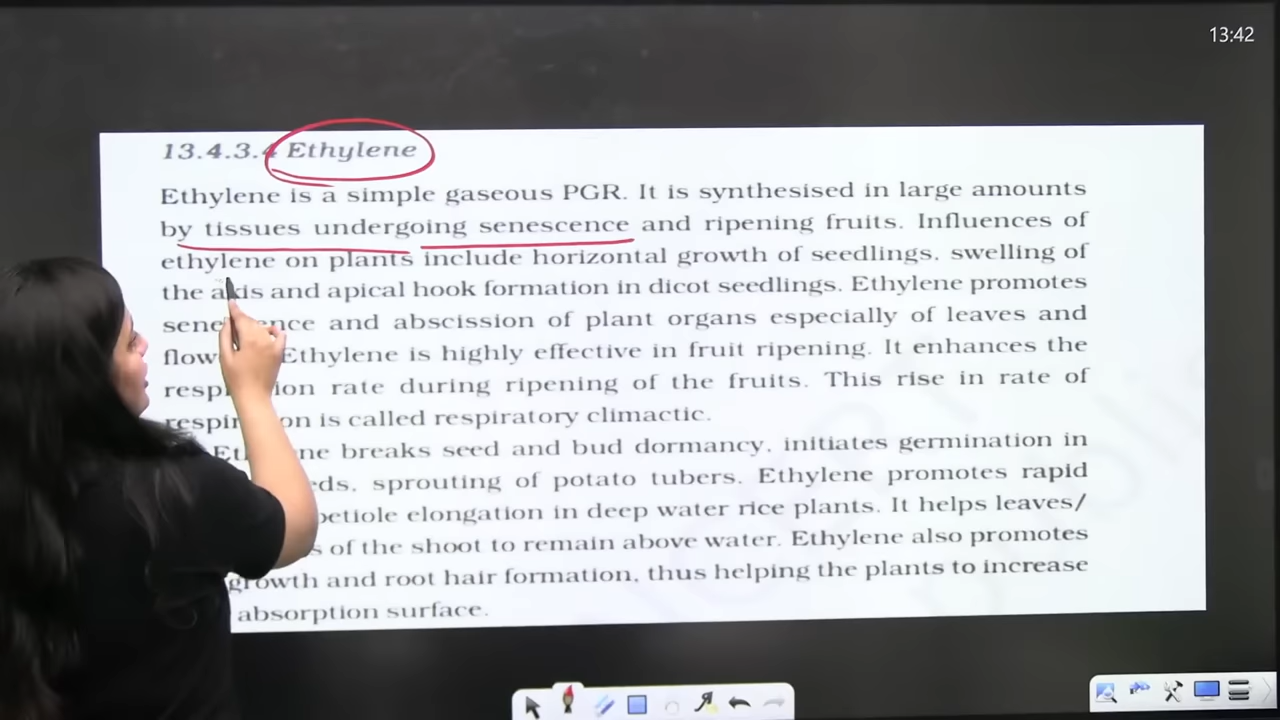 13:42
13.4.3.4 Ethylene
Ethylene is a simple gaseous PGR. It is synthesised in large amounts
by tissues undergoing senescence and ripening fruits. Influences of
ethylene on plants include horizontal growth of seedlings, swelling of
the axis and apical hook formation in dicot seedlings. Ethylene promotes
and abscission of plant organs especially of leaves and
Ethylene is highly effective in fruit ripening. It enhances the
rate during ripening of the fruits. This rise in rate of
is called respiratory climactic.
breaks seed and bud dormancy, initiates germination in
sprouting of potato tubers. Ethylene promotes rapid
petiole elongation in deep water rice plants. It helps leaves/
of the shoot to remain above water. Ethylene also promotes
growth and root hair formation, thus helping the plants to increase
absorption surface.